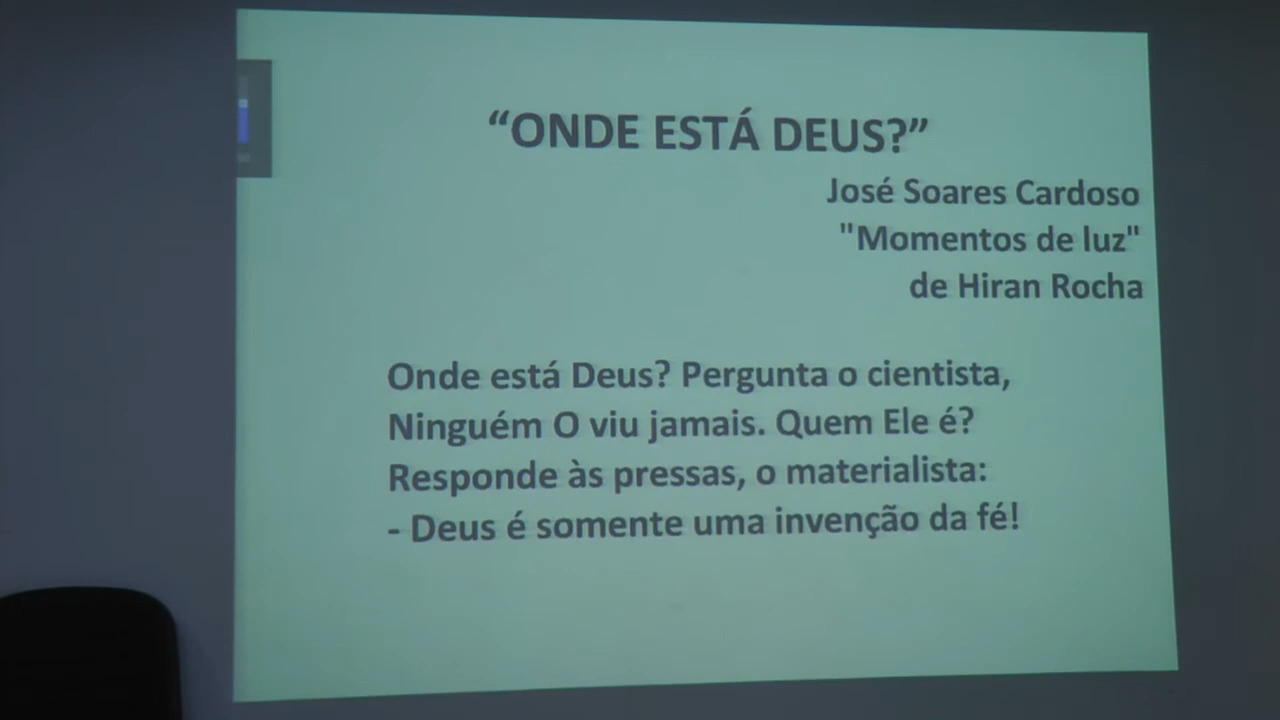 “ONDE ESTÁ DEUS?”
José Soares Cardoso
"Momentos de luz"
de Hiran Rocha
Onde está Deus? Pergunta o cientista,
Ninguém O viu jamais. Quem Ele é?
Responde às pressas, o materialista:
- Deus é somente uma invenção da fé!